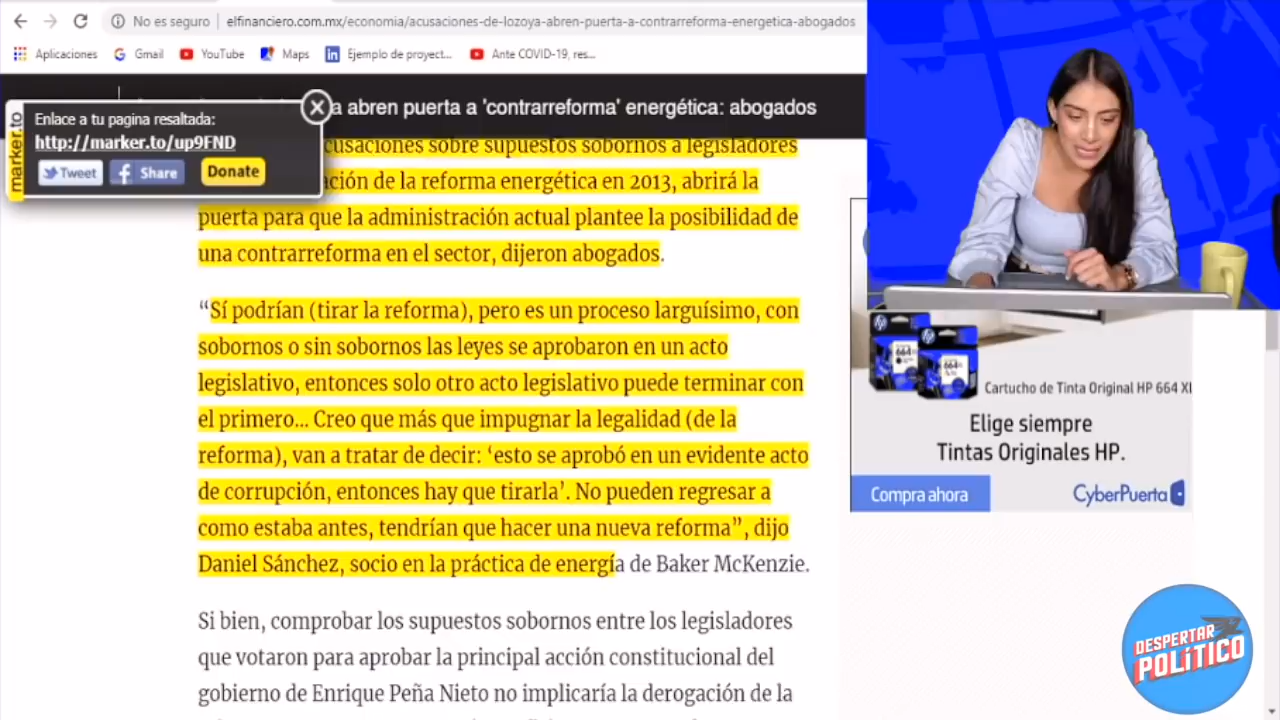 No es seguro
elfinanciero.com.mx/economia/acusaciones-de-lozoya-abren-puerta-a-contrarreforma-energetica-abogados
Aplicaciones
Gmail
YouTube
Maps
Ejemplo de proyect...
Ante COVID-19, res...
a abren puerta a 'contrarreforma' energética: abogados
marker.to
Enlace a tu pagina resaltada:
http://marker.to/up9FND
Tweet
Share
Donate
cusaciones sobre supuestos sobornos a legisladores
ción de la reforma energética en 2013, abrirá la
puerta para que la administración actual plantee la posibilidad de
una contrarreforma en el sector, dijeron abogados.
“Sí podrían (tirar la reforma), pero es un proceso larguísimo, con
sobornos o sin sobornos las leyes se aprobaron en un acto
legislativo, entonces solo otro acto legislativo puede terminar con
el primero... Creo que más que impugnar la legalidad (de la
reforma), van a tratar de decir: ‘esto se aprobó en un evidente acto
de corrupción, entonces hay que tirarla’. No pueden regresar a
como estaba antes, tendrían que hacer una nueva reforma”, dijo
Daniel Sánchez, socio en la práctica de energía de Baker McKenzie.
Si bien, comprobar los supuestos sobornos entre los legisladores
que votaron para aprobar la principal acción constitucional del
gobierno de Enrique Peña Nieto no implicaría la derogación de la
664
664
Cartucho de Tinta Original HP 664 XL
Elige siempre
Tintas Originales HP.
Compra ahora
CyberPuerta
DESPERTAR
POLÍTICO